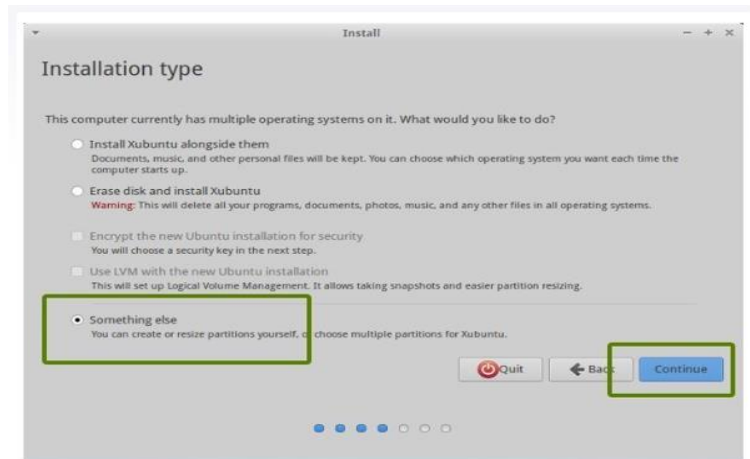 Install
Installation type
This computer currently has multiple operating systems on it. What would you like to do?
Install Xubuntu alongside them
Documents, music, and other personal files will be kept. You can choose which operating system you want each time the
computer starts up.
Erase disk and install Xubuntu
Warning: This will delete all your programs, documents, photos, music, and any other files in all operating systems.
Encrypt the new Ubuntu installation for security
You will choose a security key in the next step.
Use LVM with the new Ubuntu installation
This will set up Logical Volume Management. It allows taking snapshots and easier partition resizing.
Something else
You can create or resize partitions yourself, choose multiple partitions for Xubuntu.
Quit Back Continue